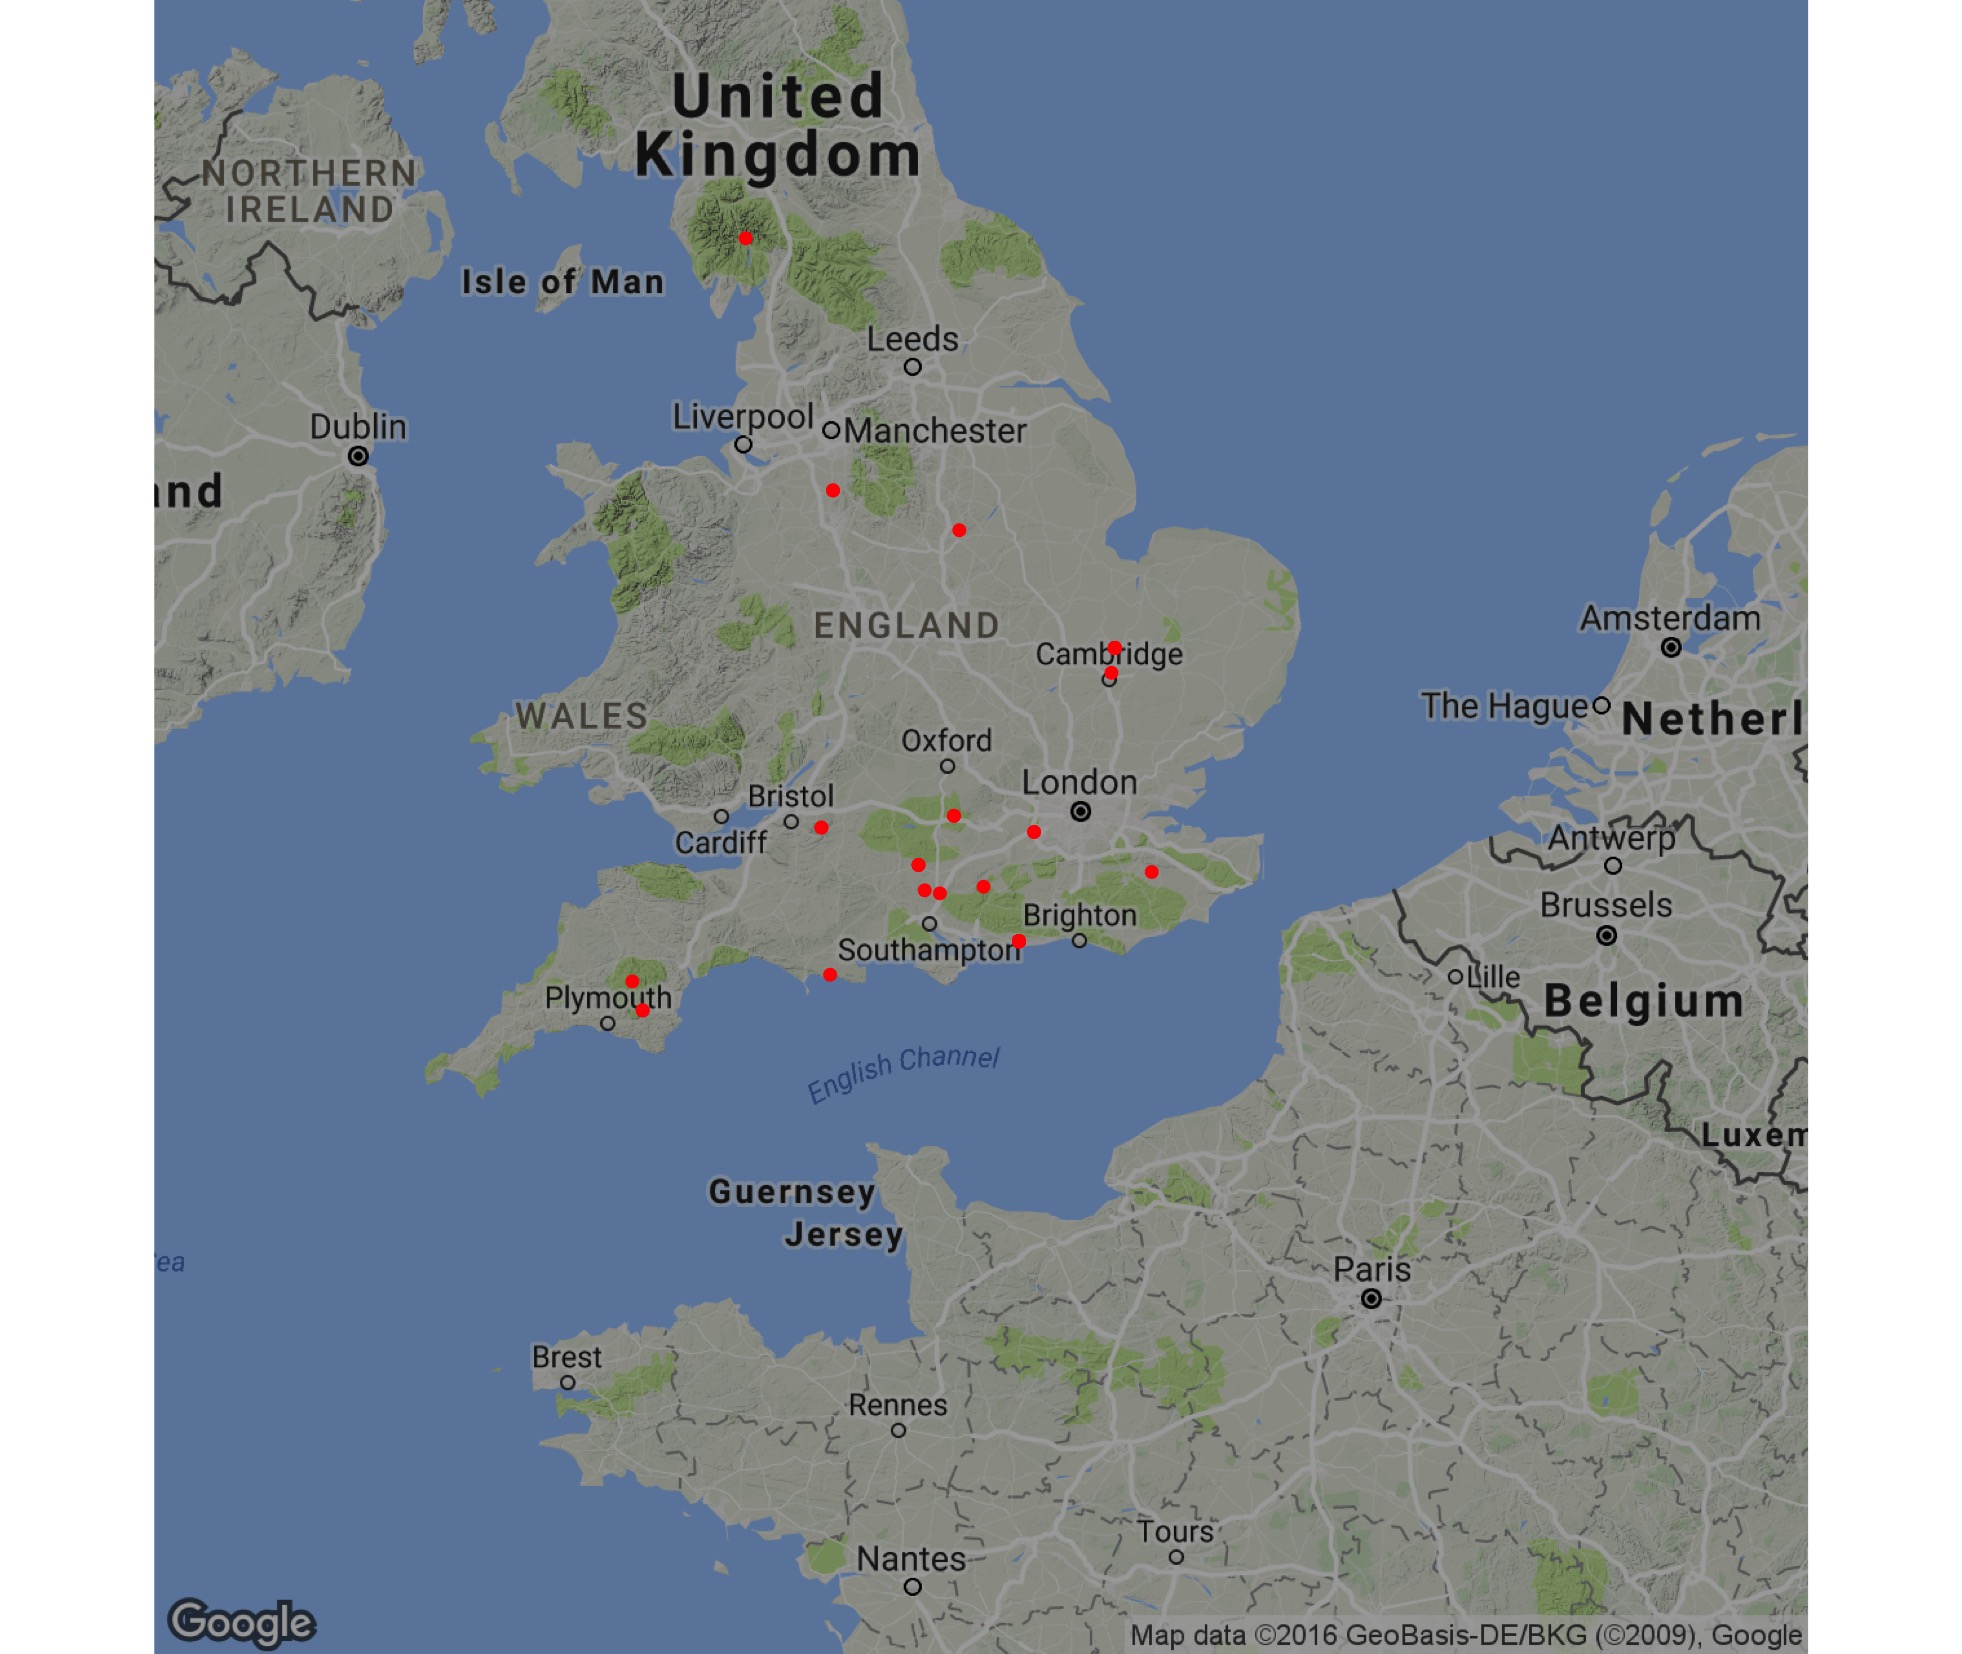 United
Kingdom
NORTHERN
IRELAND
Isle of Man
Leeds
Liverpool
Manchester
Dublin
and
ENGLAND
Cambridge
Amsterdam
The Hague
Netherl
WALES
Oxford
London
Bristol
Cardiff
Antwerp
Brussels
Brighton
Southampton
Lille
Belgium
Plymouth
English Channel
Luxem
Guernsey
Jersey
ea
Paris
Brest
Rennes
Tours
Nantes
Google
Map data ©2016 GeoBasis-DE/BKG (©2009), Google